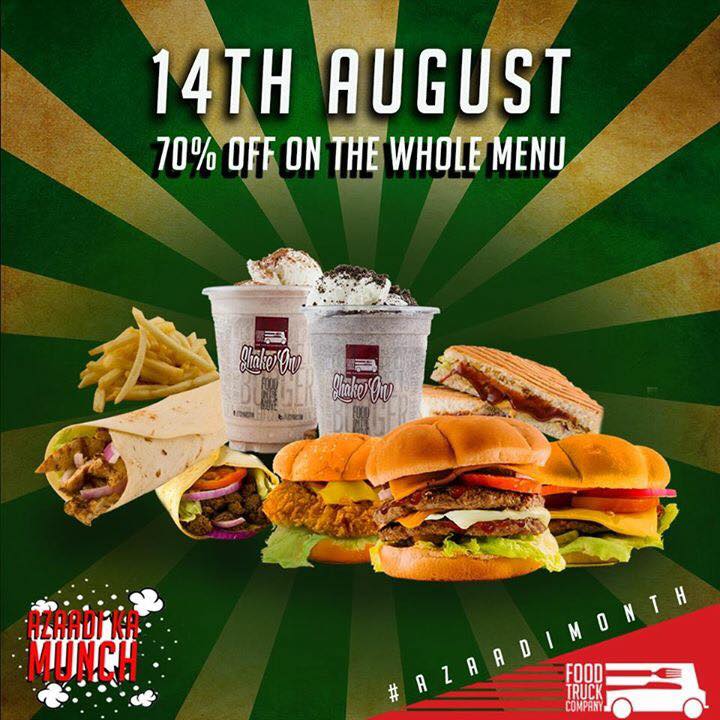 14TH AUGUST
70% OFF ON THE WHOLE MENU
Shake On
Shake On
AZAADI KA
MUNCH
#AZAADIMONTH
FOOD
TRUCK
COMPANY